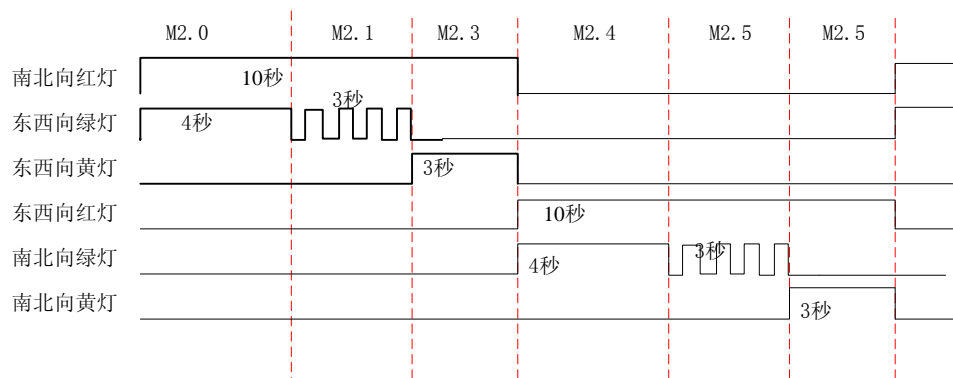 M2.0 M2.1 M2.3 M2.4 M2.5 M2.5
南北向红灯 10秒
东西向绿灯 4秒 3秒
东西向黄灯 3秒
东西向红灯 10秒
南北向绿灯 4秒 3秒
南北向黄灯 3秒